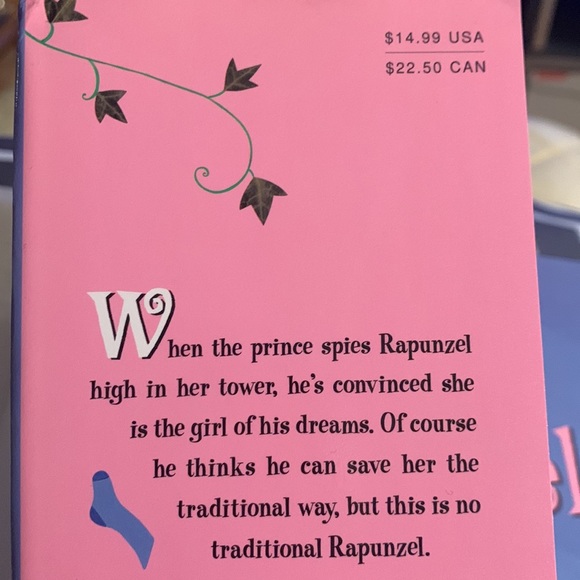 $14.99 USA
$22.50 CAN
When the prince spies Rapunzel
high in her tower, he's convinced she
is the girl of his dreams. Of course
he thinks he can save her the
traditional way, but this is no
traditional Rapunzel.